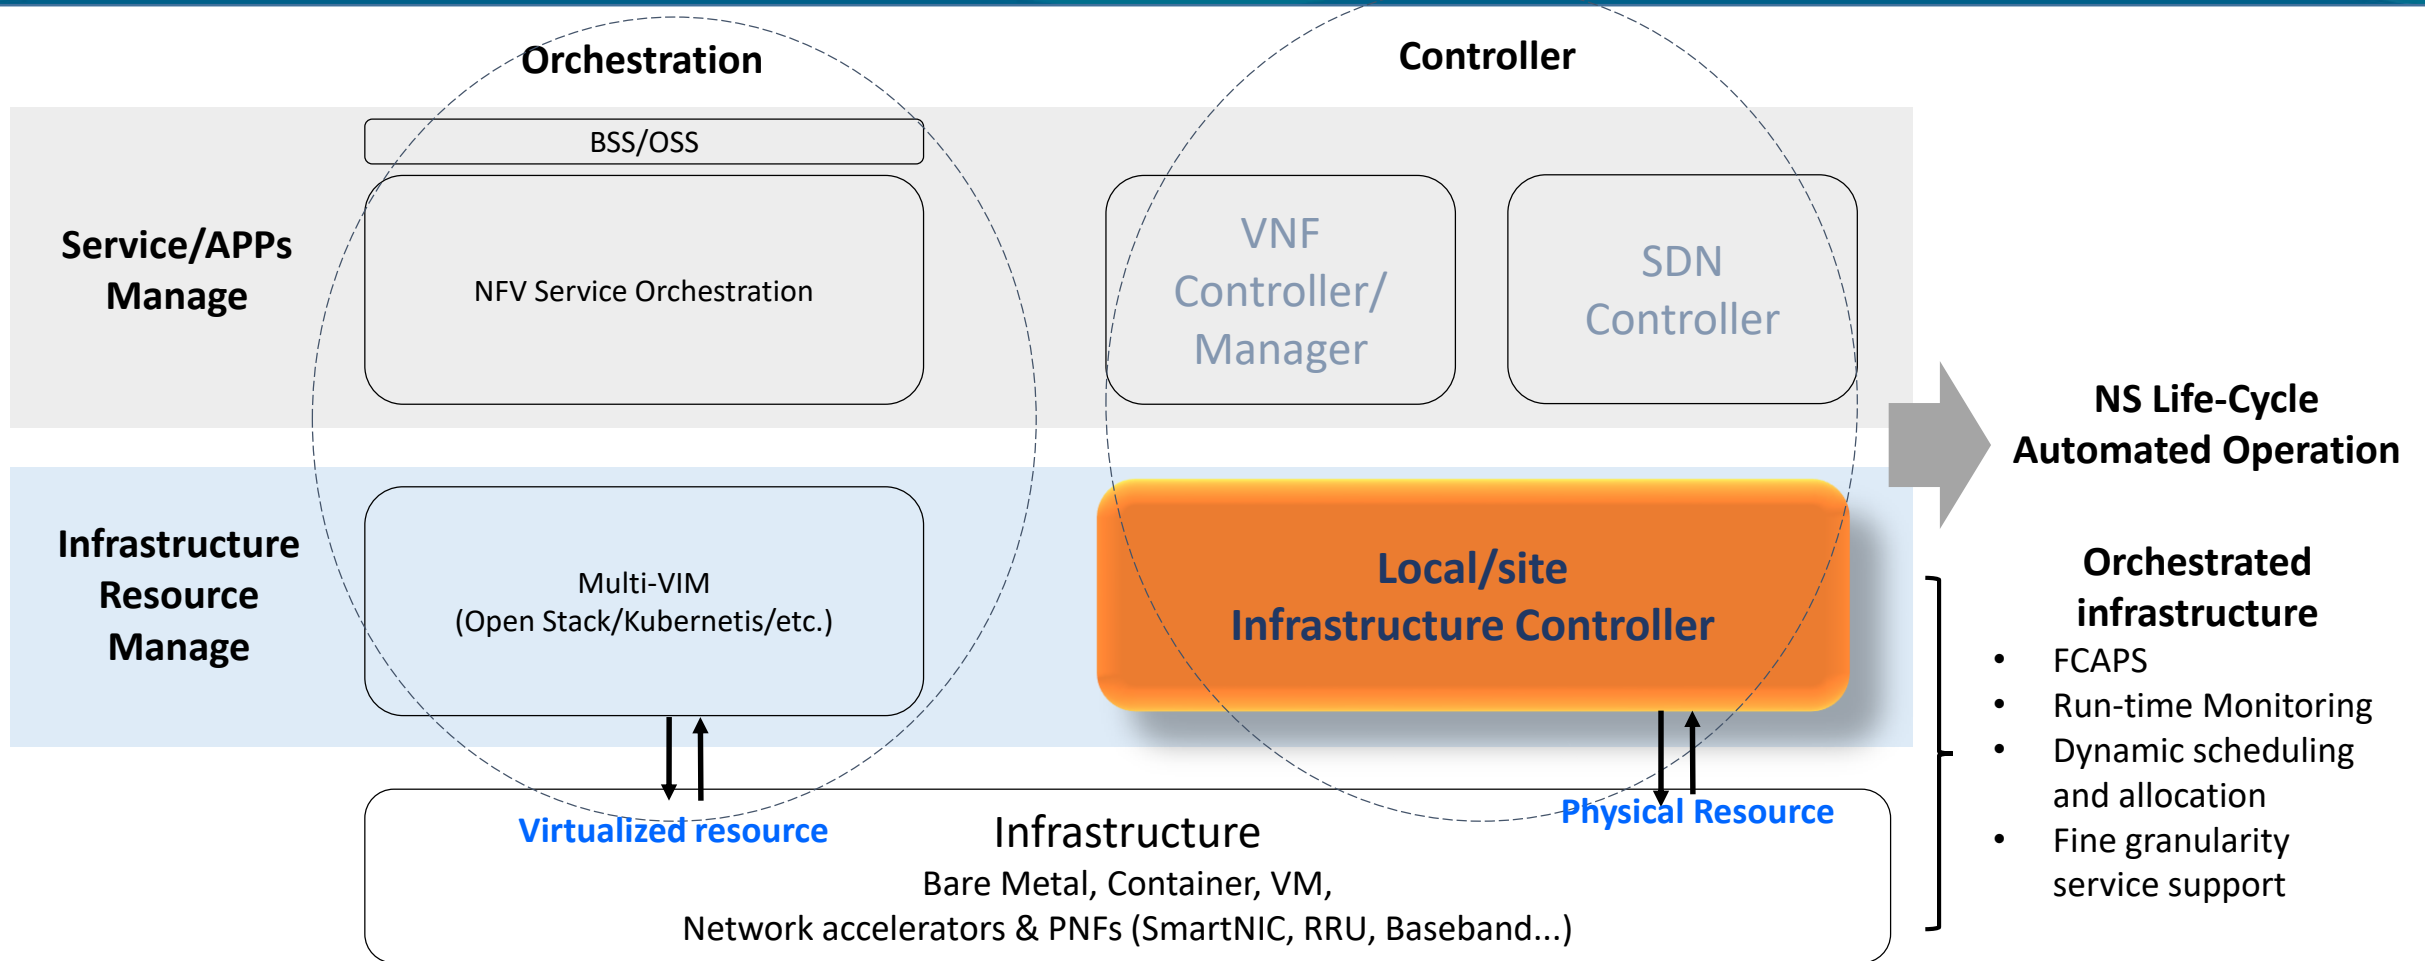 Orchestration
Controller
BSS/OSS
Service/APPs
Manage
NFV Service Orchestration
VNF
Controller/
Manager
SDN
Controller
NS Life-Cycle
Automated Operation
Infrastructure
Resource
Manage
Multi-VIM
(Open Stack/Kubernetis/etc.)
Local/site
Infrastructure Controller
Orchestrated
infrastructure
• FCAPS
• Run-time Monitoring
• Dynamic scheduling
and allocation
• Fine granularity
service support
Virtualized resource
Physical Resource
Infrastructure
Bare Metal, Container, VM,
Network accelerators & PNFs (SmartNIC, RRU, Baseband...)